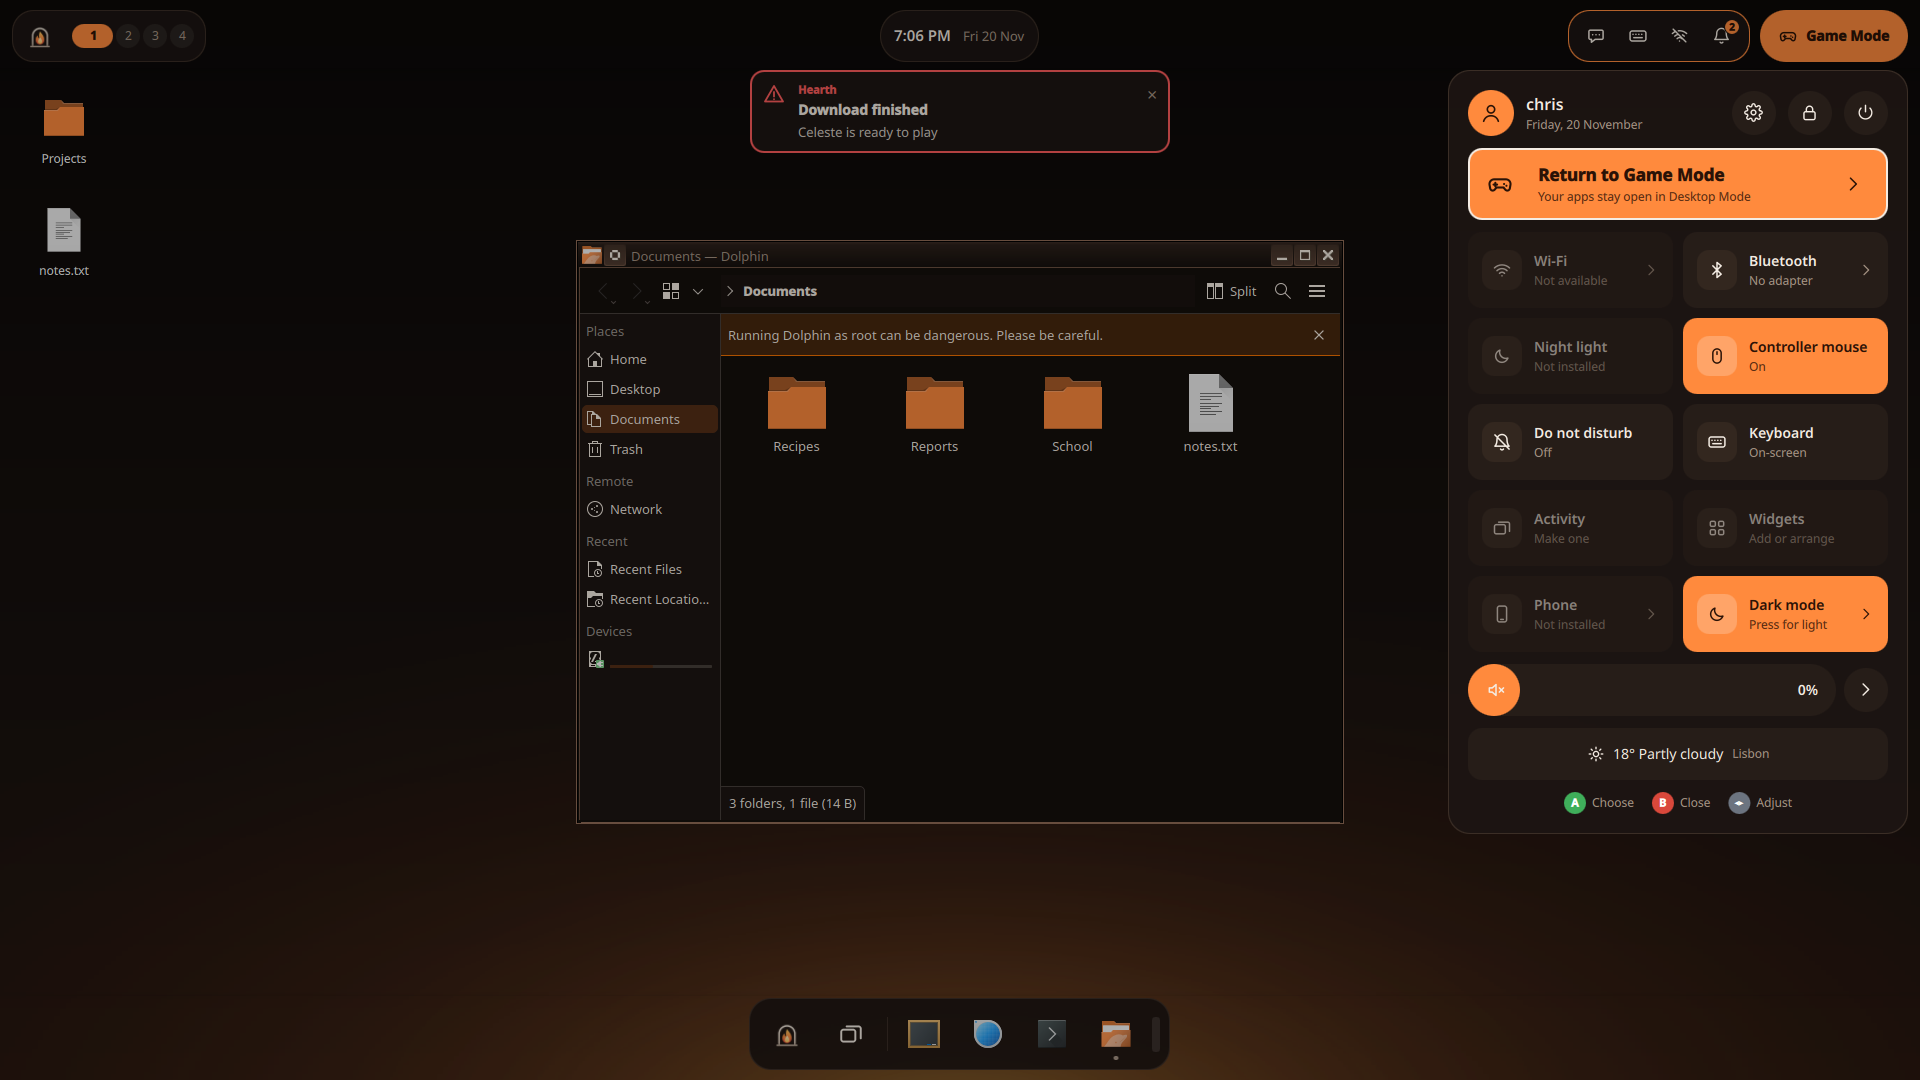 1 2 3 4
7:06 PM Fri 20 Nov
2
Game Mode
Projects
notes.txt
Hearth
Download finished
Celeste is ready to play
Documents — Dolphin
Documents
Split
Places
Home
Desktop
Documents
Trash
Remote
Network
Recent
Recent Files
Recent Locatio...
Devices
Running Dolphin as root can be dangerous. Please be careful.
Recipes
Reports
School
notes.txt
3 folders, 1 file (14 B)
chris
Friday, 20 November
Return to Game Mode
Your apps stay open in Desktop Mode
Wi-Fi
Not available
Bluetooth
No adapter
Night light
Not installed
Controller mouse
On
Do not disturb
Off
Keyboard
On-screen
Activity
Make one
Widgets
Add or arrange
Phone
Not installed
Dark mode
Press for light
0%
18° Partly cloudy Lisbon
A Choose B Close Adjust